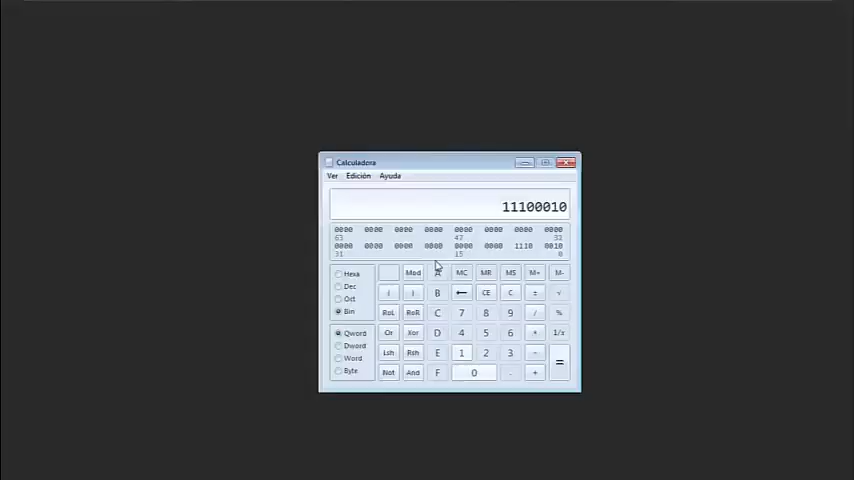 Calculadora
Ver Edición Ayuda
11100010
0000 0000 0000 0000 0000 0000 0000 0000
63 47 32
0000 0000 0000 0000 0000 0000 1110 0010
31 15 0
Hexa Mod A MC MR MS M+ M-
Dec ( ) B ← CE C ± √
Oct
Bin RoL RoR C 7 8 9 / %
Qword Or Xor D 4 5 6 * 1/x
Dword Lsh Rsh E 1 2 3 - =
Word
Byte Not And F 0 . +